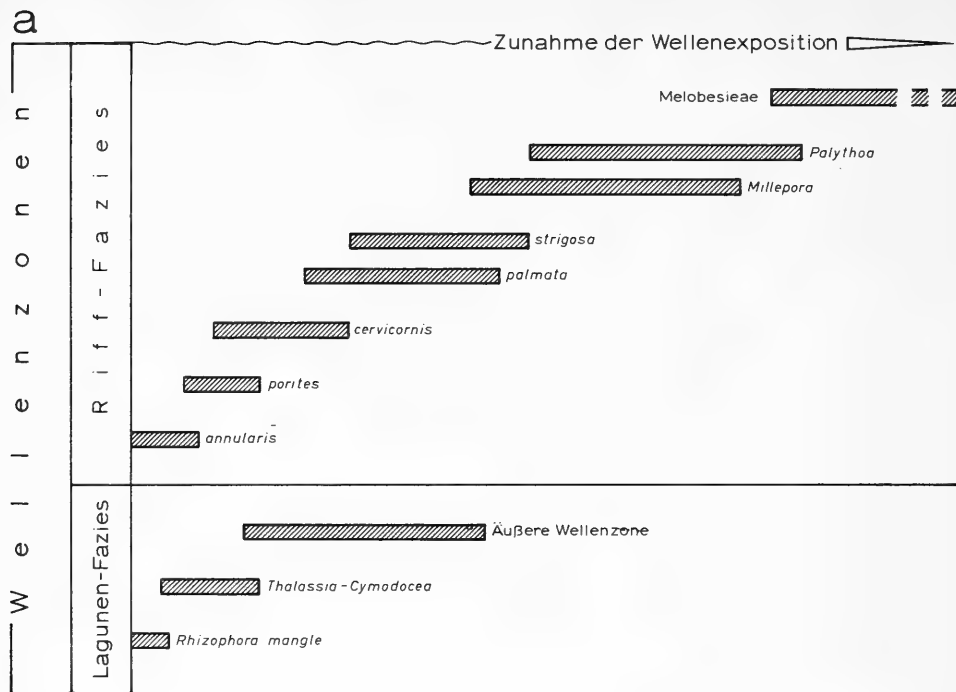 a
Zunahme der Wellenexposition
Wellenzonen
Riff-Fazies
Melobesieae
Palythoa
Millepora
strigosa
palmata
cervicornis
porites
annularis
Lagunen-Fazies
Äußere Wellenzone
Thalassia-Cymodocea
Rhizophora mangle